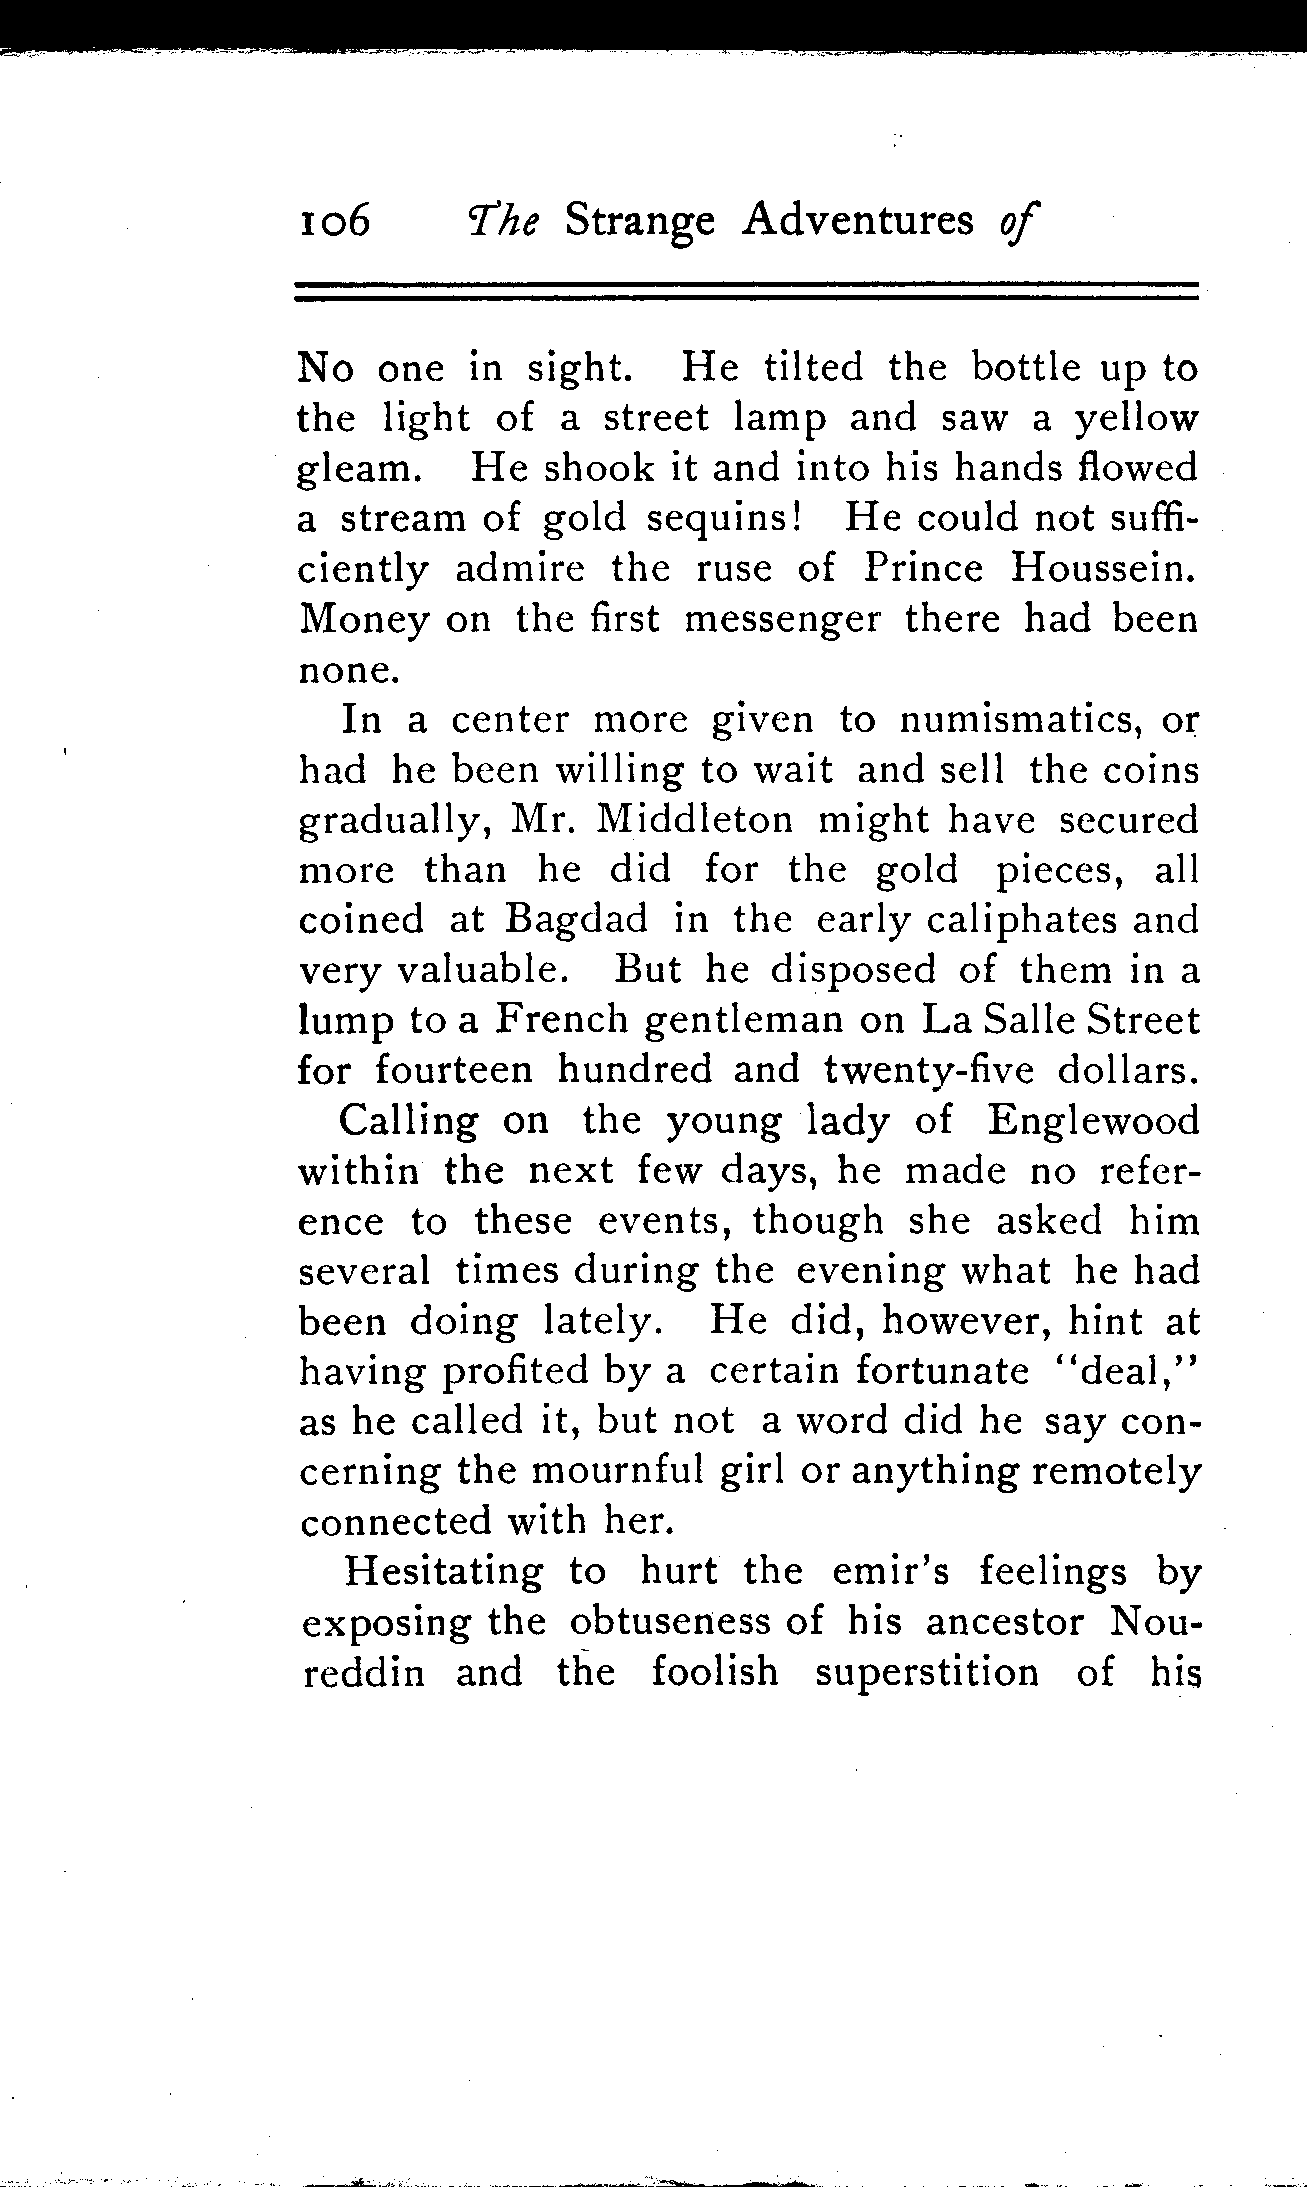 106 The Strange Adventures of
No one in sight. He tilted the bottle up to
the light of a street lamp and saw a yellow
gleam. He shook it and into his hands flowed
a stream of gold sequins! He could not suffi-
ciently admire the ruse of Prince Houssein.
Money on the first messenger there had been
none.
In a center more given to numismatics, or
had he been willing to wait and sell the coins
gradually, Mr. Middleton might have secured
more than he did for the gold pieces, all
coined at Bagdad in the early caliphates and
very valuable. But he disposed of them in a
lump to a French gentleman on La Salle Street
for fourteen hundred and twenty-five dollars.
Calling on the young lady of Englewood
within the next few days, he made no refer-
ence to these events, though she asked him
several times during the evening what he had
been doing lately. He did, however, hint at
having profited by a certain fortunate "deal,"
as he called it, but not a word did he say con-
cerning the mournful girl or anything remotely
connected with her.
Hesitating to hurt the emir's feelings by
exposing the obtuseness of his ancestor Nou-
reddin and the foolish superstition of his